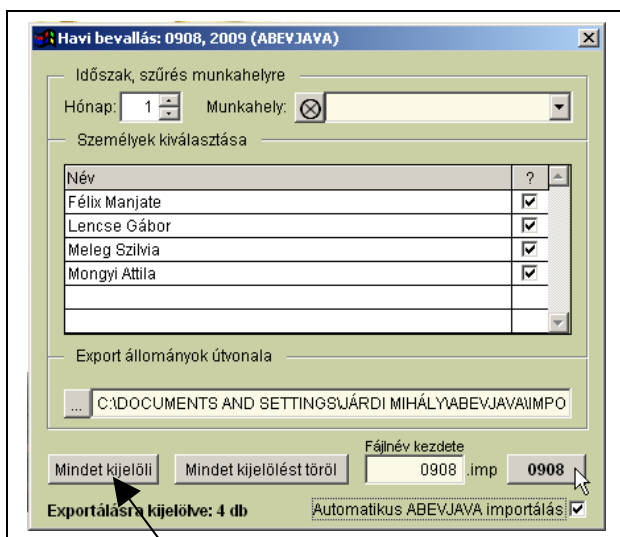 Havi bevallás: 0908, 2009 (ABEVJAVA)
Időszak, szűrés munkahelyre
Hónap: 1 Munkahely:
Személyek kiválasztása
Név ?
Félix Manjate
Lencse Gábor
Meleg Szilvia
Mongyi Attila
Export állományok útvonala
... C:\DOCUMENTS AND SETTINGS\JÁRDI MIHÁLY\ABEVJAVA\IMPO
Fájlnév kezdete
Mindet kijelöli Mindet kijelölést töröl 0908 .imp 0908
Exportálásra kijelölve: 4 db Automatikus ABEVJAVA importálás